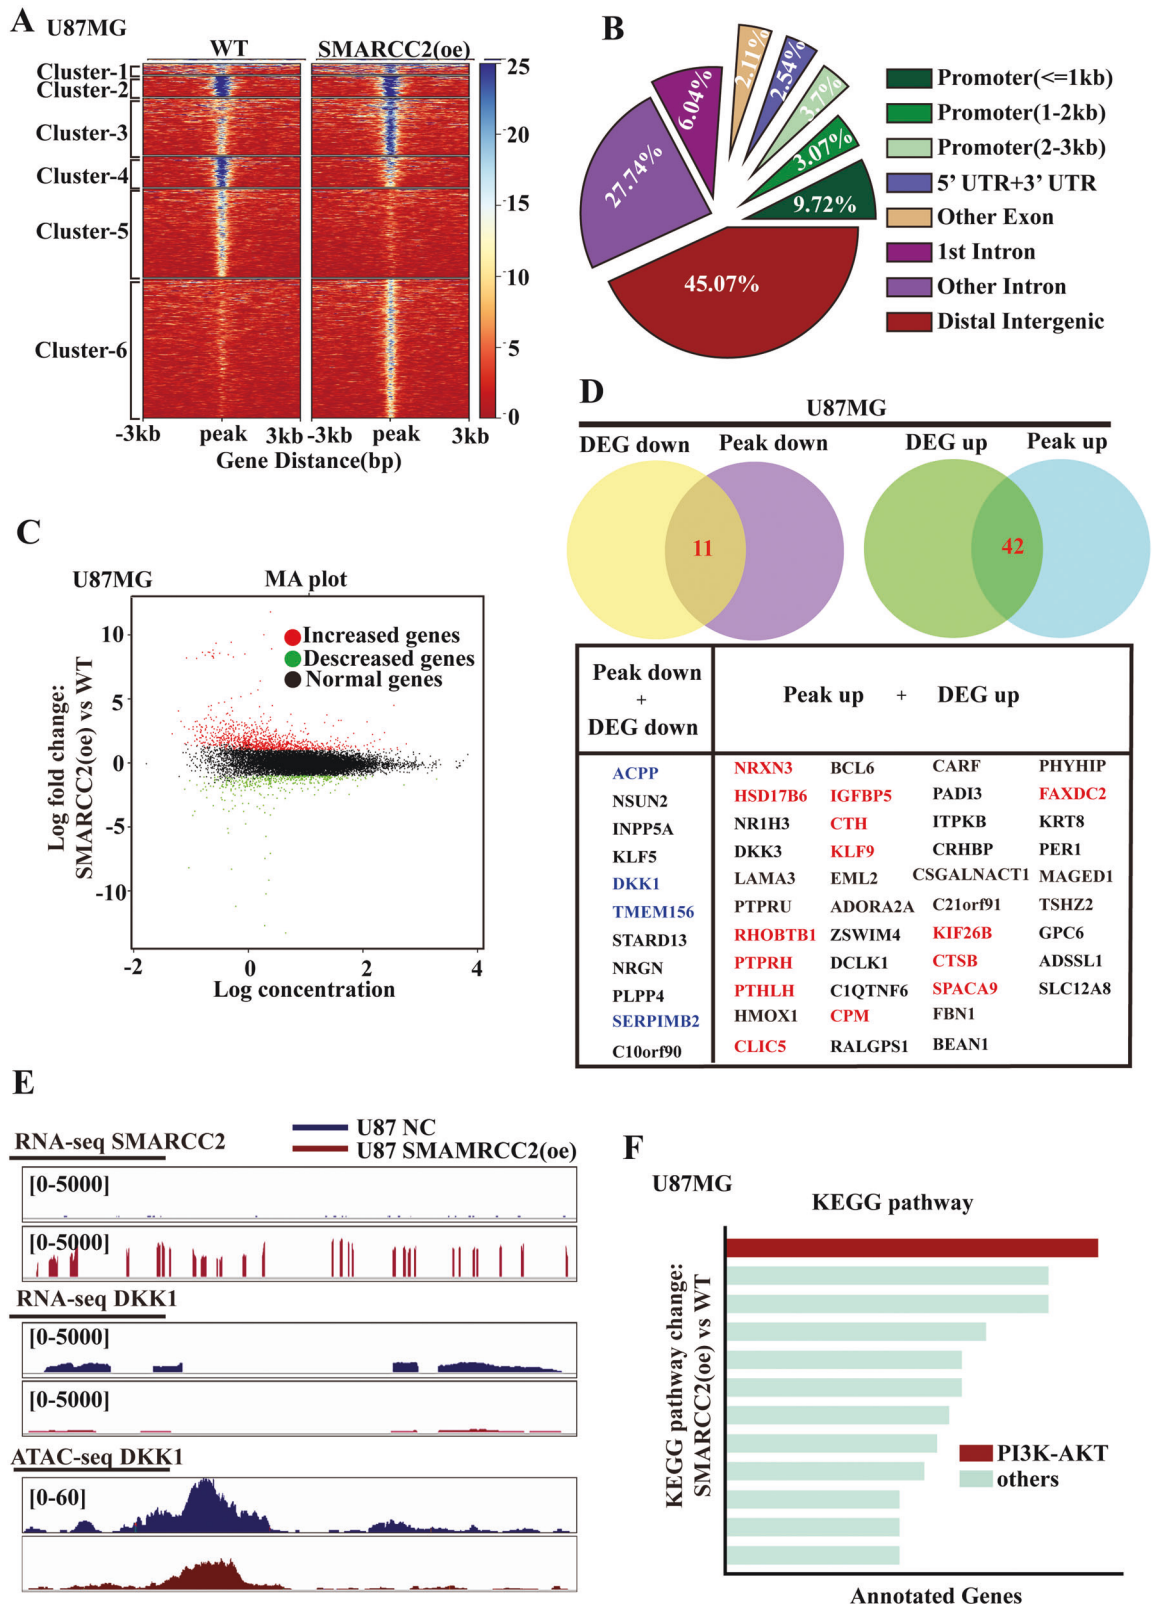 A
U87MG
WT
SMARCC2(oe)
Cluster-1
Cluster-2
Cluster-3
Cluster-4
Cluster-5
Cluster-6
25
20
15
10
5
0
-3kb peak 3kb -3kb peak 3kb
Gene Distance(bp)
B
2.11%
2.54%
3.7%
3.07%
9.72%
6.04%
27.74%
45.07%
Promoter(<=1kb)
Promoter(1-2kb)
Promoter(2-3kb)
5' UTR+3' UTR
Other Exon
1st Intron
Other Intron
Distal Intergenic
C
U87MG
MA plot
Increased genes
Descreased genes
Normal genes
Log fold change:
SMARCC2(oe) vs WT
10
5
0
-5
-10
-2 0 2 4
Log concentration
D
U87MG
DEG down Peak down DEG up Peak up
11
42
Peak down
+
DEG down
Peak up + DEG up
ACPP
NSUN2
INPP5A
KLF5
DKK1
TMEM156
STARD13
NRGN
PLPP4
SERPIMB2
C10orf90
NRXN3
HSD17B6
NR1H3
DKK3
LAMA3
PTPRU
RHOBTB1
PTPRH
PTHLH
HMOX1
CLIC5
BCL6
IGFBP5
CTH
KLF9
EML2
ADORA2A
ZSWIM4
DCLK1
C1QTNF6
CPM
RALGPS1
CARF
PADI3
ITPKB
CRHBP
CSGALNACT1
C21orf91
KIF26B
CTSB
SPACA9
FBN1
BEAN1
PHYHIP
FAXDC2
KRT8
PER1
MAGED1
TSHZ2
GPC6
ADSSL1
SLC12A8
E
U87 NC
U87 SMAMRCC2(oe)
RNA-seq SMARCC2
[0-5000]
[0-5000]
RNA-seq DKK1
[0-5000]
[0-5000]
ATAC-seq DKK1
[0-60]
F
U87MG
KEGG pathway
KEGG pathway change:
SMARCC2(oe) vs WT
PI3K-AKT
others
Annotated Genes